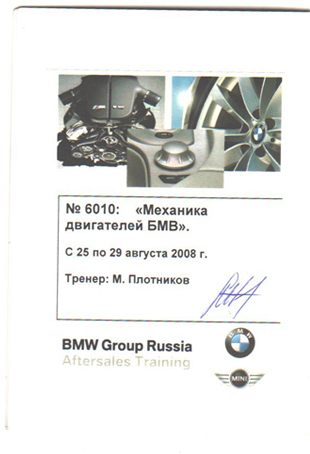 № 6010: «Механика
двигателей БМВ».
С 25 по 29 августа 2008 г.
Тренер: М. Плотников
BMW Group Russia
Aftersales Training
MINI